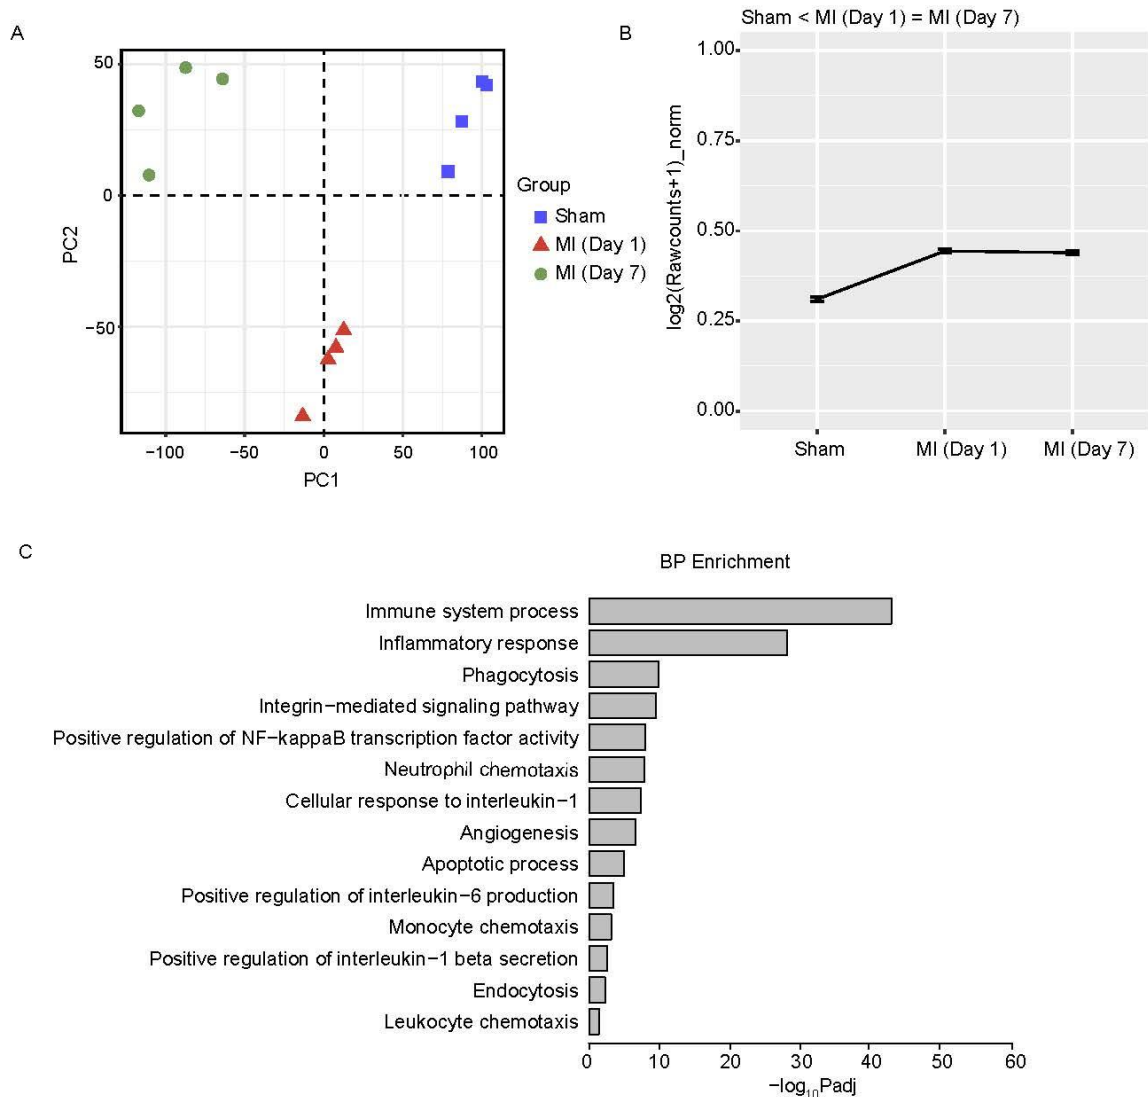 A
50
0
−50
PC2
−100
−50
0
50
100
PC1
Group
Sham
MI (Day 1)
MI (Day 7)
B
Sham < MI (Day 1) = MI (Day 7)
1.00
0.75
0.50
0.25
0.00
log2(Rawcounts+1)_norm
Sham
MI (Day 1)
MI (Day 7)
C
BP Enrichment
Immune system process
Inflammatory response
Phagocytosis
Integrin−mediated signaling pathway
Positive regulation of NF−kappaB transcription factor activity
Neutrophil chemotaxis
Cellular response to interleukin−1
Angiogenesis
Apoptotic process
Positive regulation of interleukin−6 production
Monocyte chemotaxis
Positive regulation of interleukin−1 beta secretion
Endocytosis
Leukocyte chemotaxis
0
10
20
30
40
50
60
−log₁₀Padj